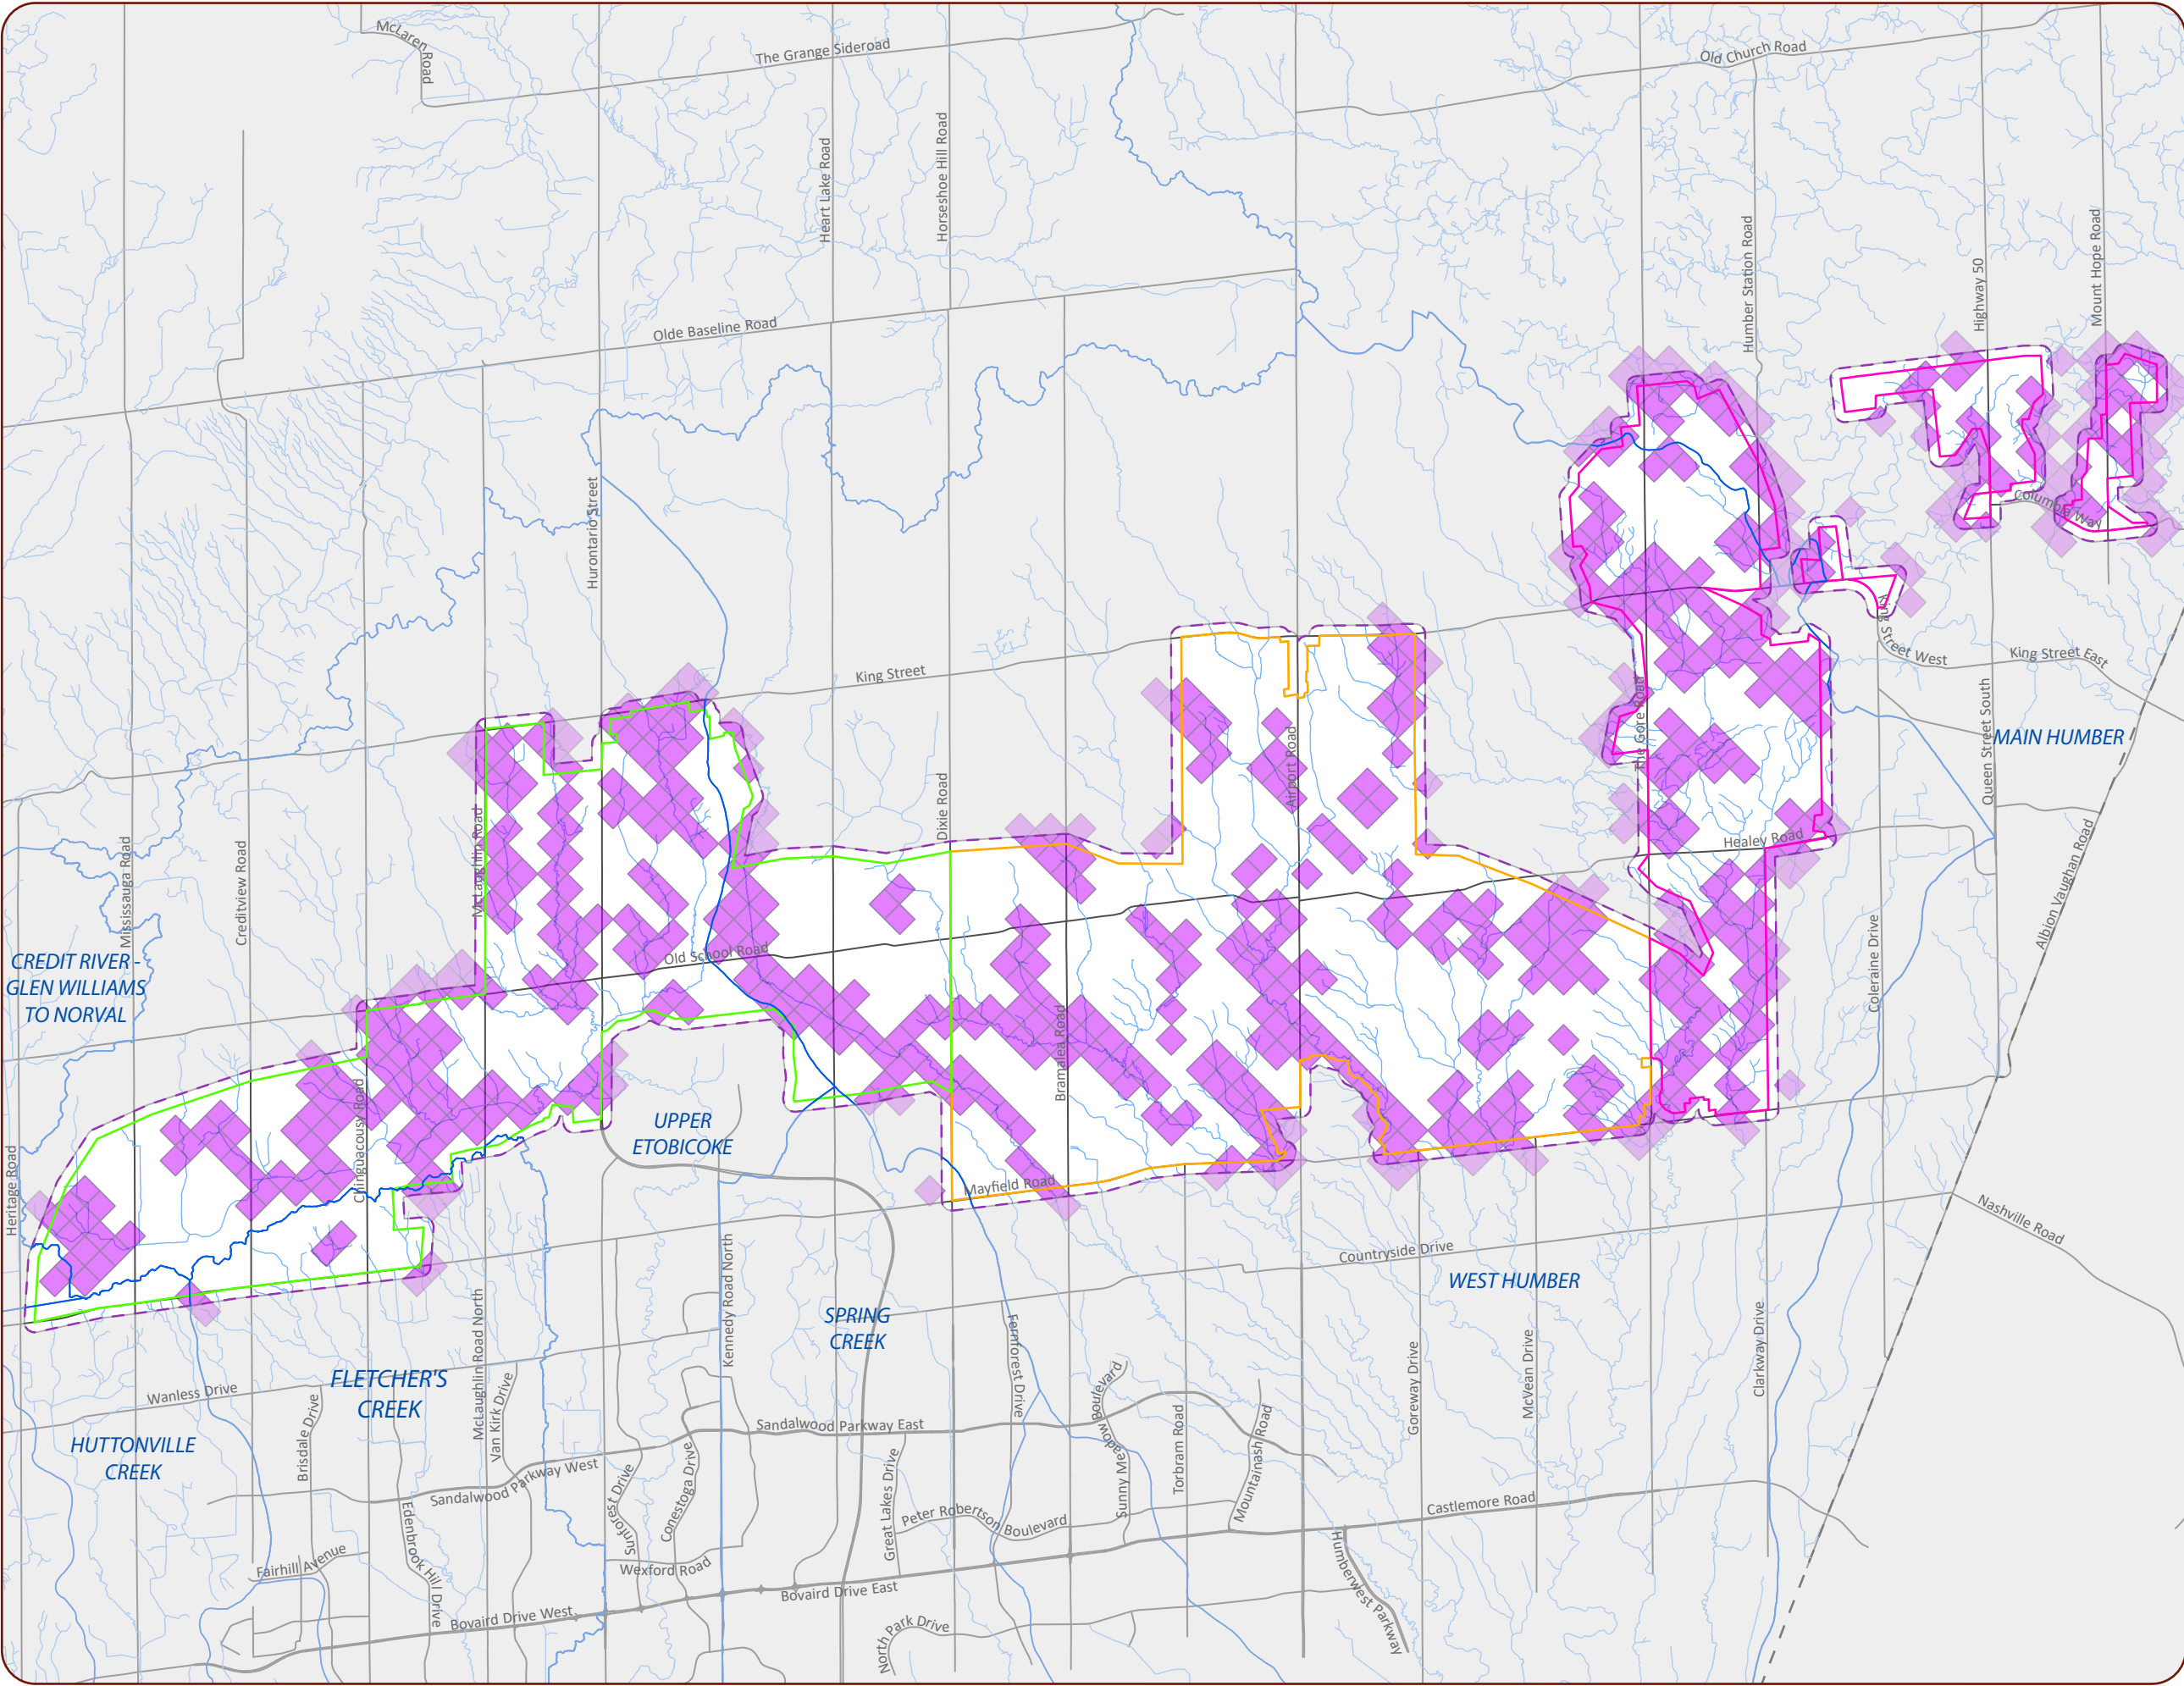 McLaren
Road
The Grange Sideroad
Old Church Road
Heart Lake Road
Horseshoe Hill Road
Humber Station Road
Highway 50
Mount Hope Road
Olde Baseline Road
Hurontario Street
Columbia Way
King Street West
King Street East
King Street
The Gore Road
Queen Street South
MAIN HUMBER
Airport Road
Dixie Road
McLaughlin Road
Mississauga Road
Creditview Road
Healey Road
Albion Vaughan Road
Coleraine Drive
Old School Road
CREDIT RIVER -
GLEN WILLIAMS
TO NORVAL
Bramalea Road
Chinguacousy Road
Heritage Road
UPPER
ETOBICOKE
Mayfield Road
Nashville Road
Countryside Drive
WEST HUMBER
Kennedy Road North
McLaughlin Road North
SPRING
CREEK
Fernforest Drive
Clarkway Drive
McVean Drive
Goreway Drive
FLETCHER'S
CREEK
Wanless Drive
Brisdale Drive
Van Kirk Drive
Sunny Meadow Boulevard
Torbram Road
Mountainash Road
Sandalwood Parkway East
HUTTONVILLE
CREEK
Sandalwood Parkway West
Sunforest Drive
Conestoga Drive
Great Lakes Drive
Peter Robertson Boulevard
Castlemore Road
Edenbrook Hill Drive
Fairhill Avenue
Wexford Road
Humberwest Parkway
Bovaird Drive East
Bovaird Drive West
North Park Drive